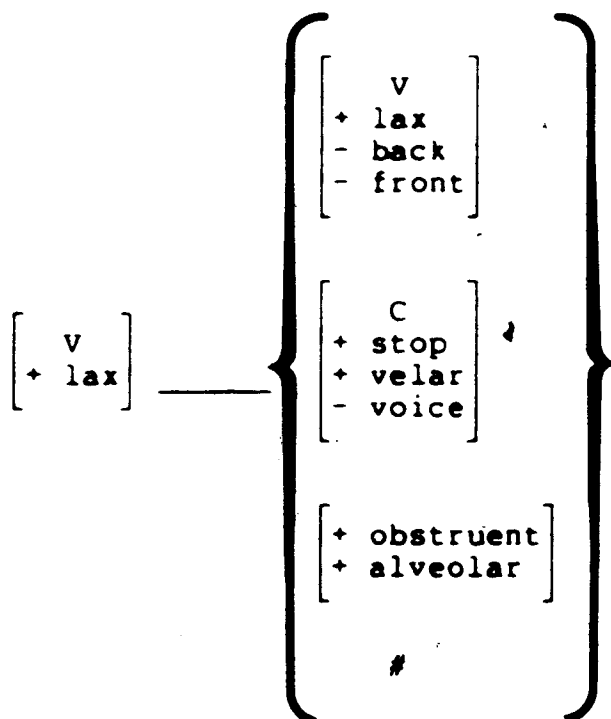 V
+ lax
- back
- front
C
+ stop
+ velar
- voice
V
+ lax
+ obstruent
+ alveolar
#